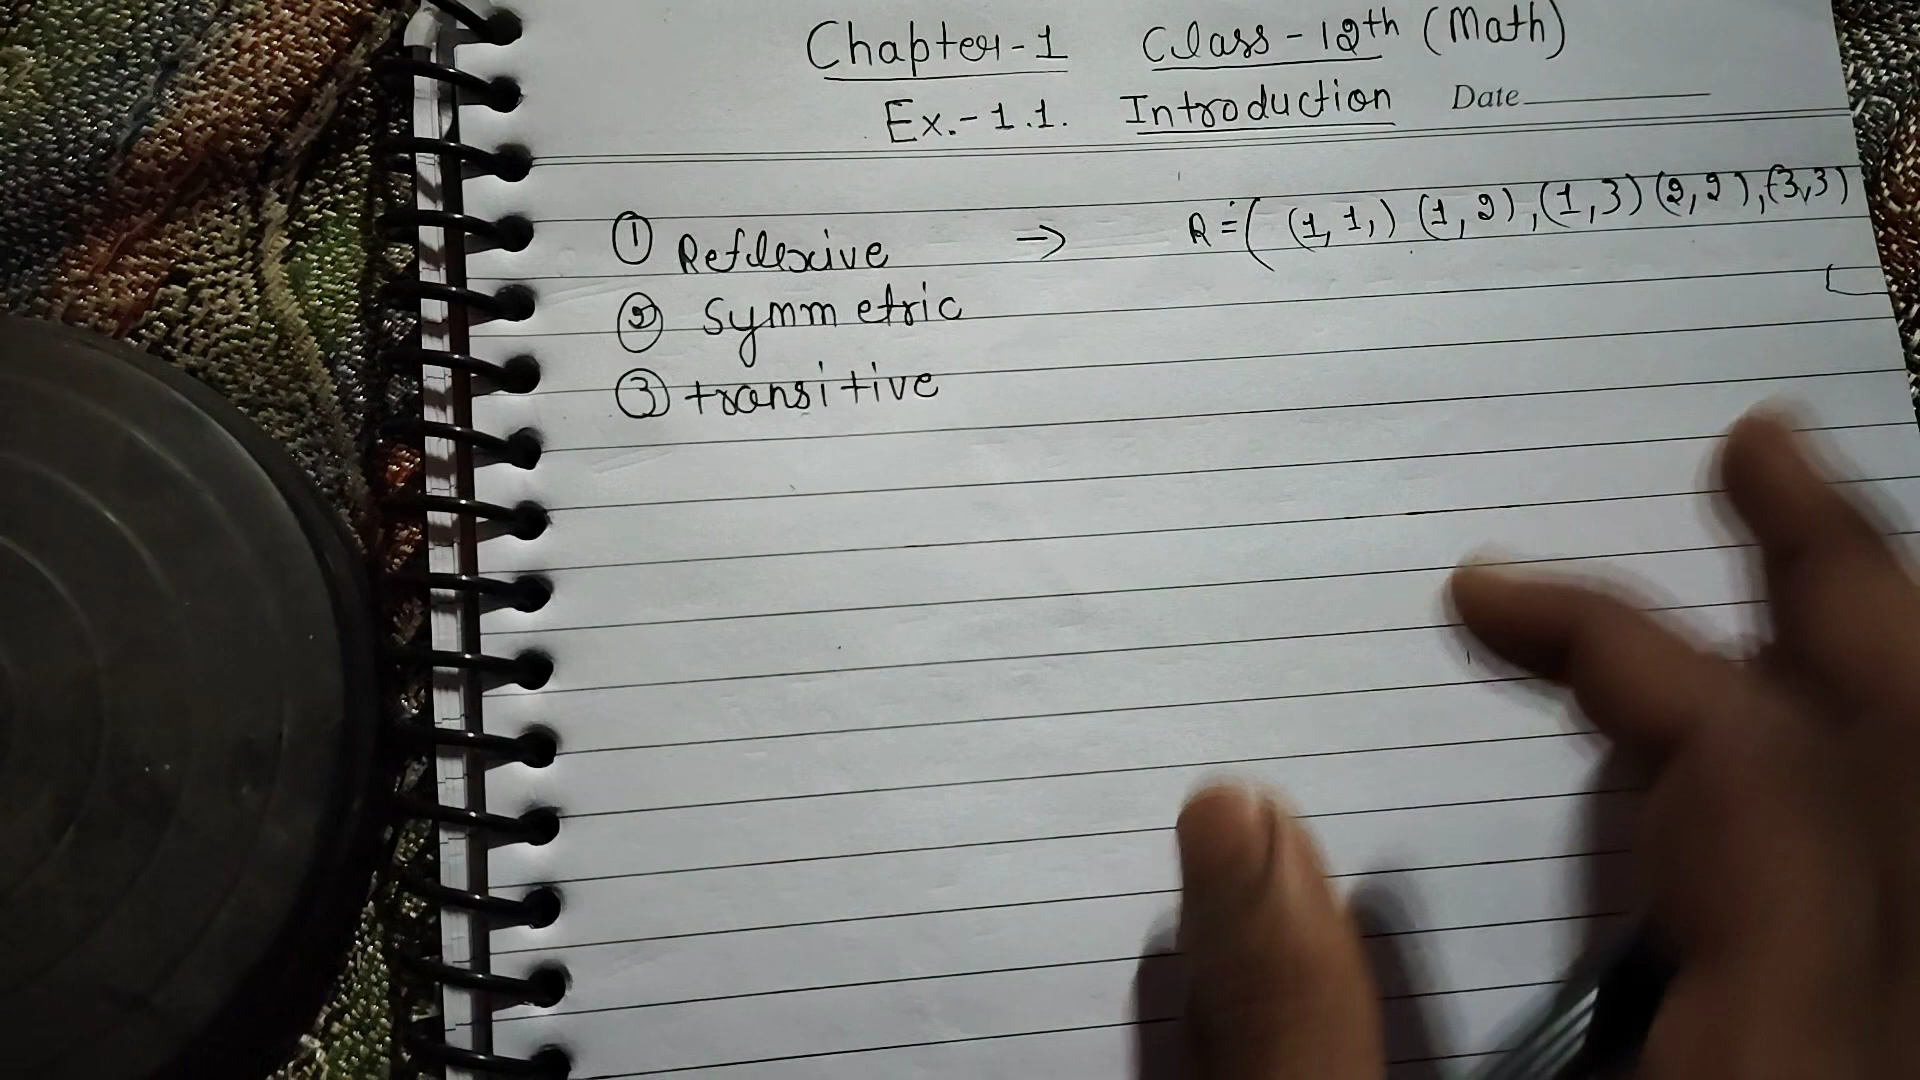 Chapter-1 Class-12th (Math)
Ex.-1.1. Introduction Date
① Reflexive → R = ( (1, 1,) (1, 2), (1, 3) (2, 2), (3, 3)
② Symmetric
③ transitive